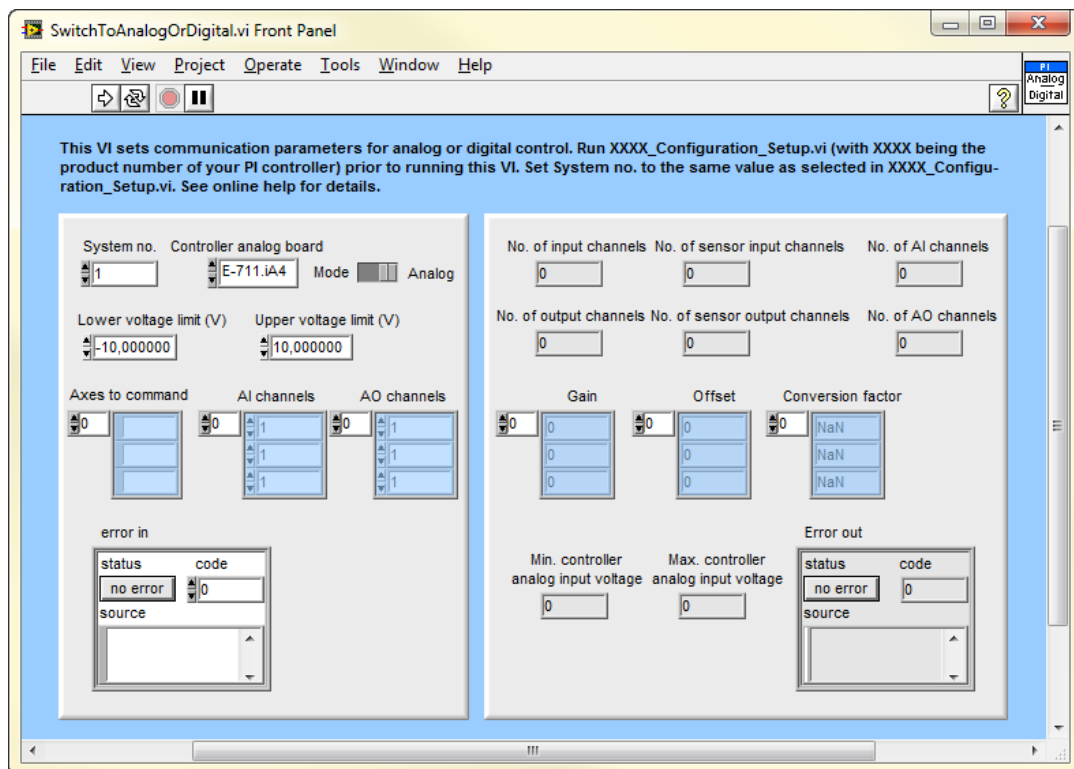 SwitchToAnalogOrDigital.vi Front Panel
File Edit View Project Operate Tools Window Help
PI
Analog
Digital
This VI sets communication parameters for analog or digital control. Run XXXX_Configuration_Setup.vi (with XXXX being the
product number of your PI controller) prior to running this VI. Set System no. to the same value as selected in XXXX_Configu-
ration_Setup.vi. See online help for details.
System no. Controller analog board
1 E-711.iA4 Mode Analog
Lower voltage limit (V) Upper voltage limit (V)
-10,000000 10,000000
Axes to command AI channels AO channels
0 0 1 0 1
1 1
1 1
error in
status code
no error 0
source
No. of input channels No. of sensor input channels No. of AI channels
0 0 0
No. of output channels No. of sensor output channels No. of AO channels
0 0 0
Gain Offset Conversion factor
0 0 0 0 0 NaN
0 0 NaN
0 0 NaN
Min. controller
analog input voltage
0
Max. controller
analog input voltage
0
Error out
status code
no error 0
source